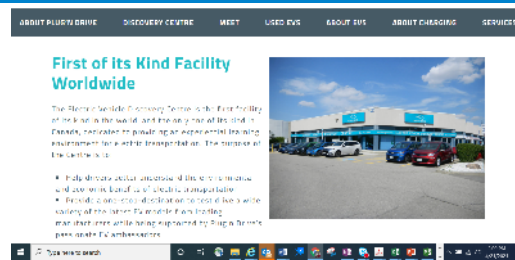 ABOUT PLUG'N DRIVE DISCOVERY CENTRE MEET USED EVS ABOUT EVS ABOUT CHARGING SERVICES
First of its Kind Facility
Worldwide
The Electric Vehicle Discovery Centre is the first facility
of its kind in the world and the only one of its kind in
Canada, dedicated to providing an experiential learning
environment for electric transportation. The purpose of
the Centre is to
Help drivers better understand the environmental
and economic benefits of electric transportation
Provide a one-stop-destination to test drive a wide
variety of the latest EV models from leading
manufacturers while being supported by Plug'n Drive's
passionate EV ambassadors
Type here to search